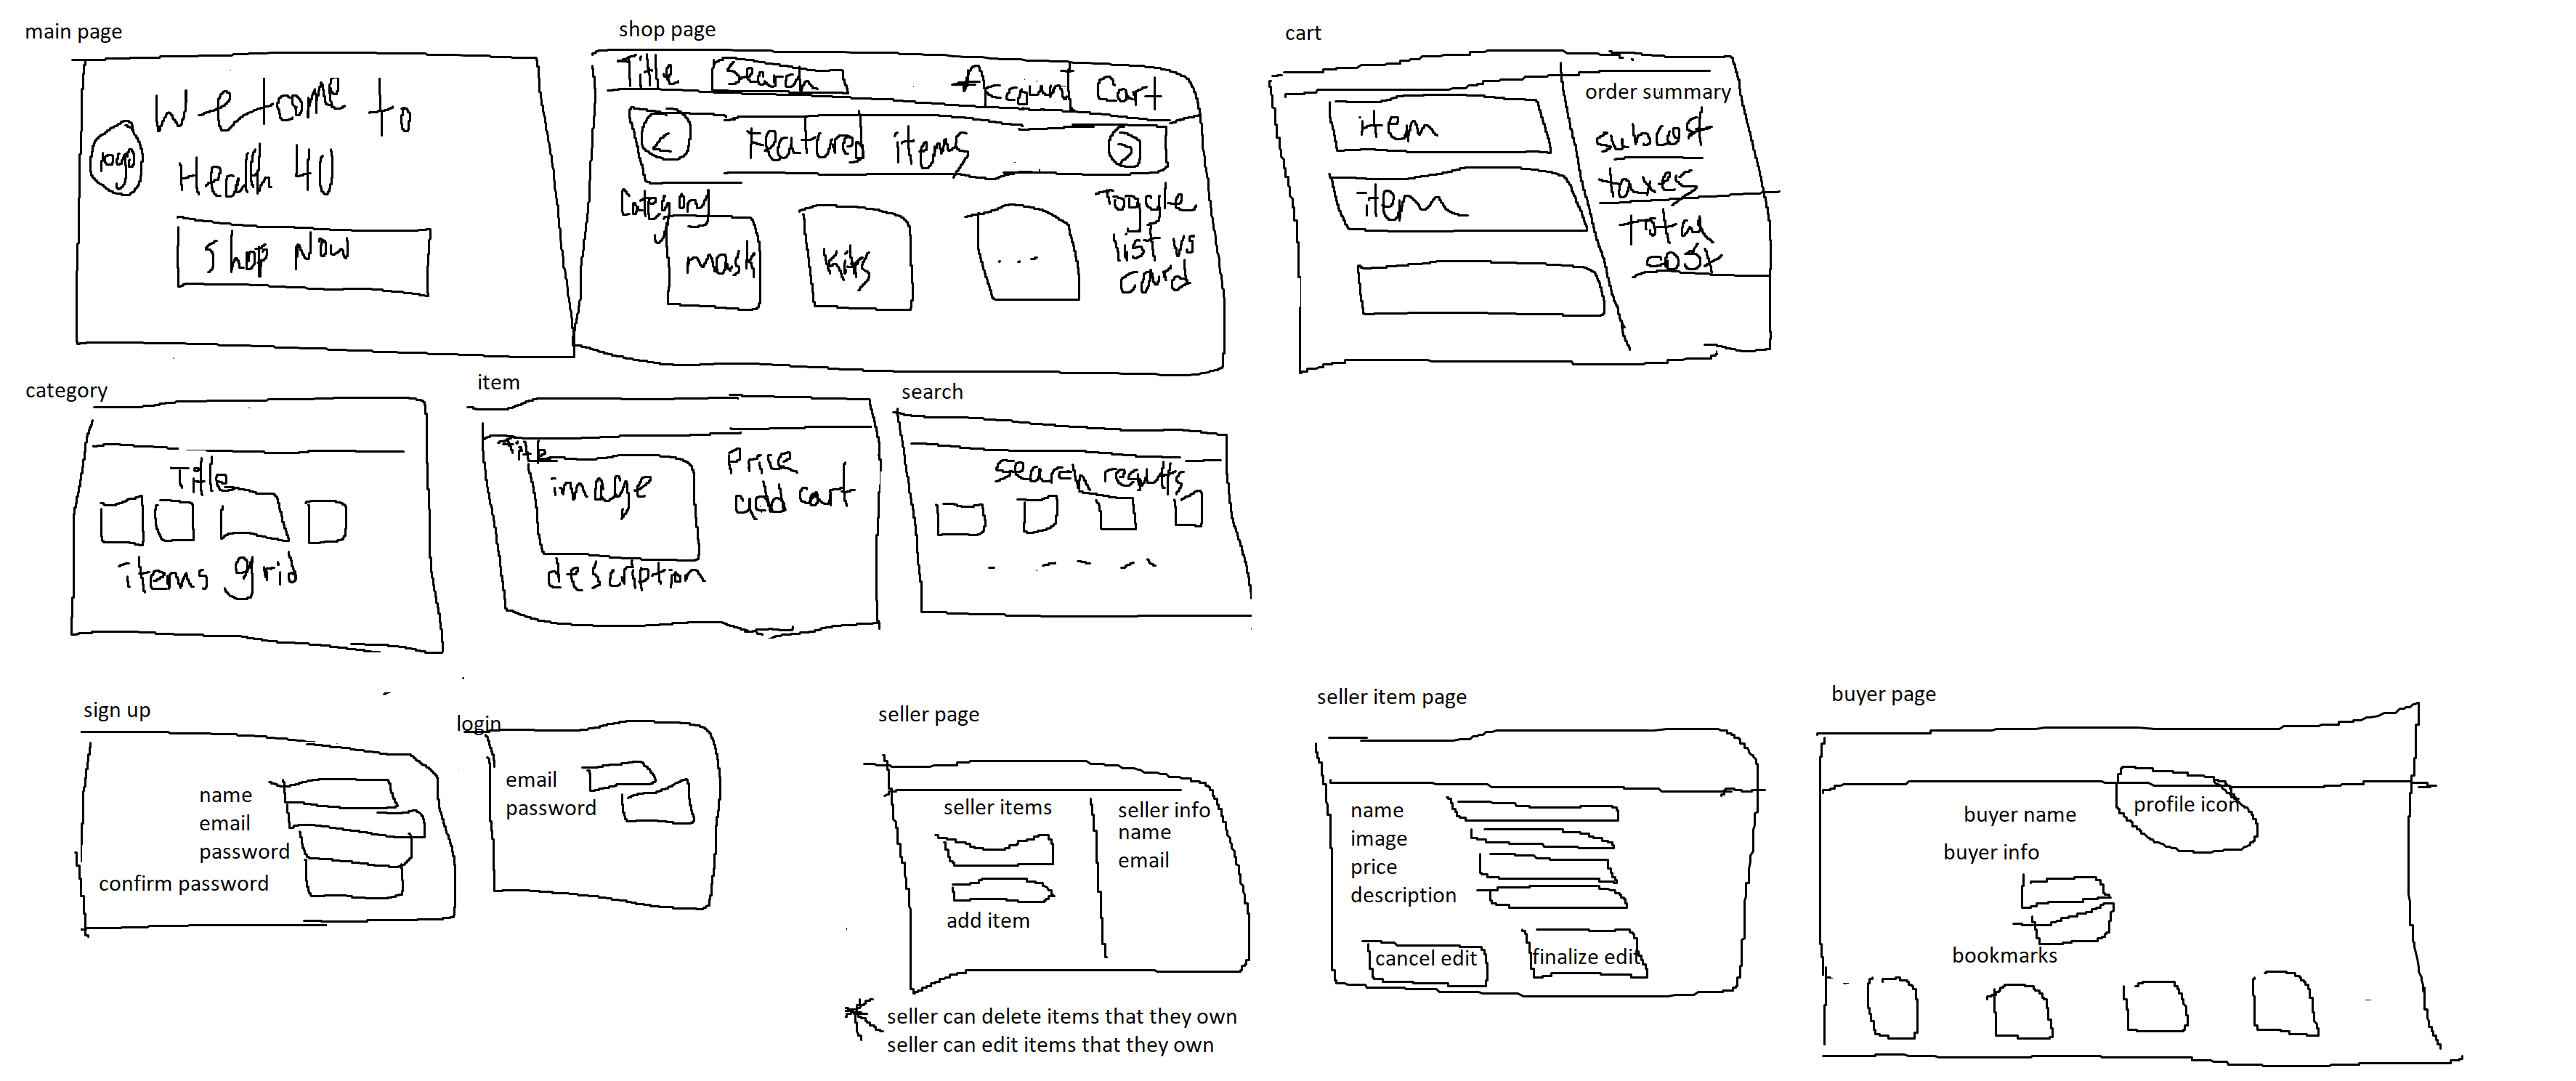 main page
Welcome to
logo
Health 4U
Shop Now
shop page
Title
Search
Account
Cart
<
Featured items
>
Category
mask
Kits
...
Toggle
list vs
card
cart
item
item
order summary
subcost
taxes
total
cost
category
Title
items grid
item
Title
image
Price
add cart
description
search
search results
sign up
name
email
password
confirm password
login
email
password
seller page
seller items
add item
seller info
name
email
seller can delete items that they own
seller can edit items that they own
seller item page
name
image
price
description
cancel edit
finalize edit
buyer page
profile icon
buyer name
buyer info
bookmarks